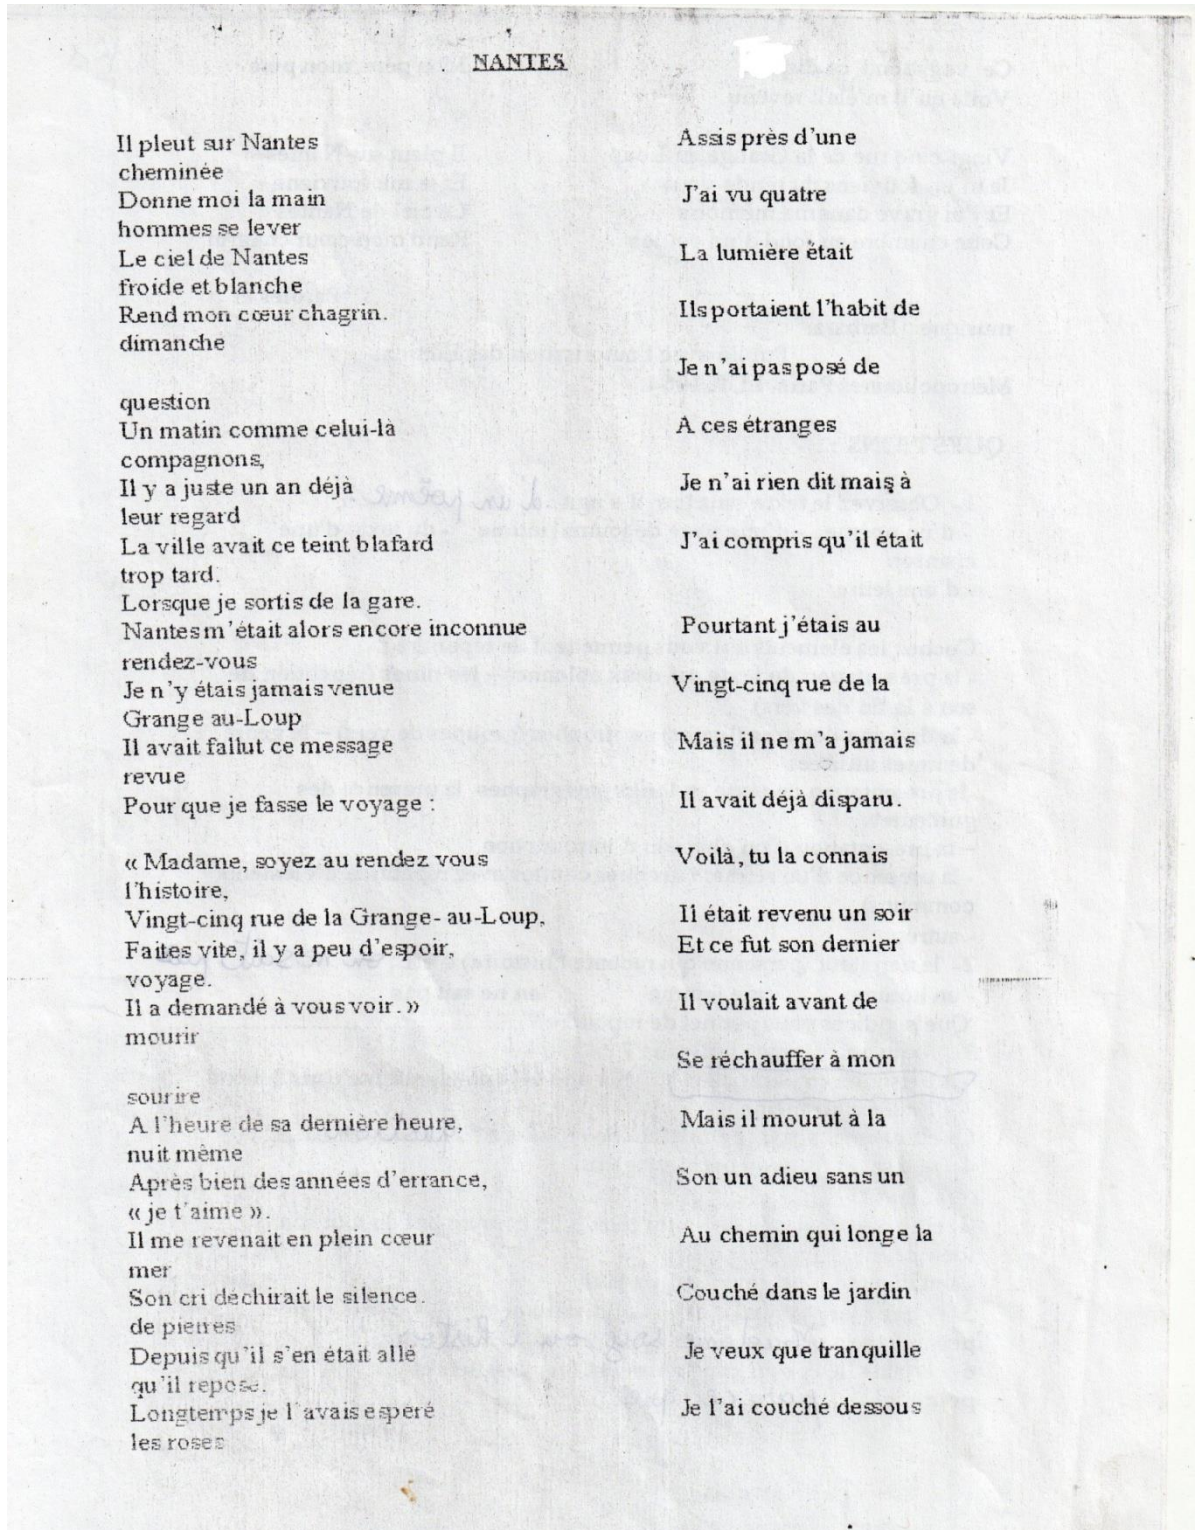 NANTES
Il pleut sur Nantes Assis près d'une
cheminée
Donne moi la main J'ai vu quatre
hommes se lever
Le ciel de Nantes La lumière était
froide et blanche
Rend mon cœur chagrin. Ils portaient l'habit de
dimanche
Je n'ai pas posé de
question
Un matin comme celui-là A ces étranges
compagnons,
Il y a juste un an déjà Je n'ai rien dit mais à
leur regard
La ville avait ce teint blafard J'ai compris qu'il était
trop tard.
Lorsque je sortis de la gare.
Nantes m'était alors encore inconnue Pourtant j'étais au
rendez-vous
Je n'y étais jamais venue Vingt-cinq rue de la
Grange au-Loup
Il avait fallut ce message Mais il ne m'a jamais
revue
Pour que je fasse le voyage : Il avait déjà disparu.
« Madame, soyez au rendez vous Voilà, tu la connais
l'histoire,
Vingt-cinq rue de la Grange- au-Loup, Il était revenu un soir
Faites vite, il y a peu d'espoir, Et ce fut son dernier
voyage.
Il a demandé à vous voir. » Il voulait avant de
mourir
Se réchauffer à mon
sourire
A l'heure de sa dernière heure, Mais il mourut à la
nuit même
Après bien des années d'errance, Son un adieu sans un
« je t'aime ».
Il me revenait en plein cœur Au chemin qui longe la
mer
Son cri déchirait le silence. Couché dans le jardin
de pierres
Depuis qu'il s'en était allé Je veux que tranquille
qu'il repose.
Longtemps je l'avais espéré Je l'ai couché dessous
les roses